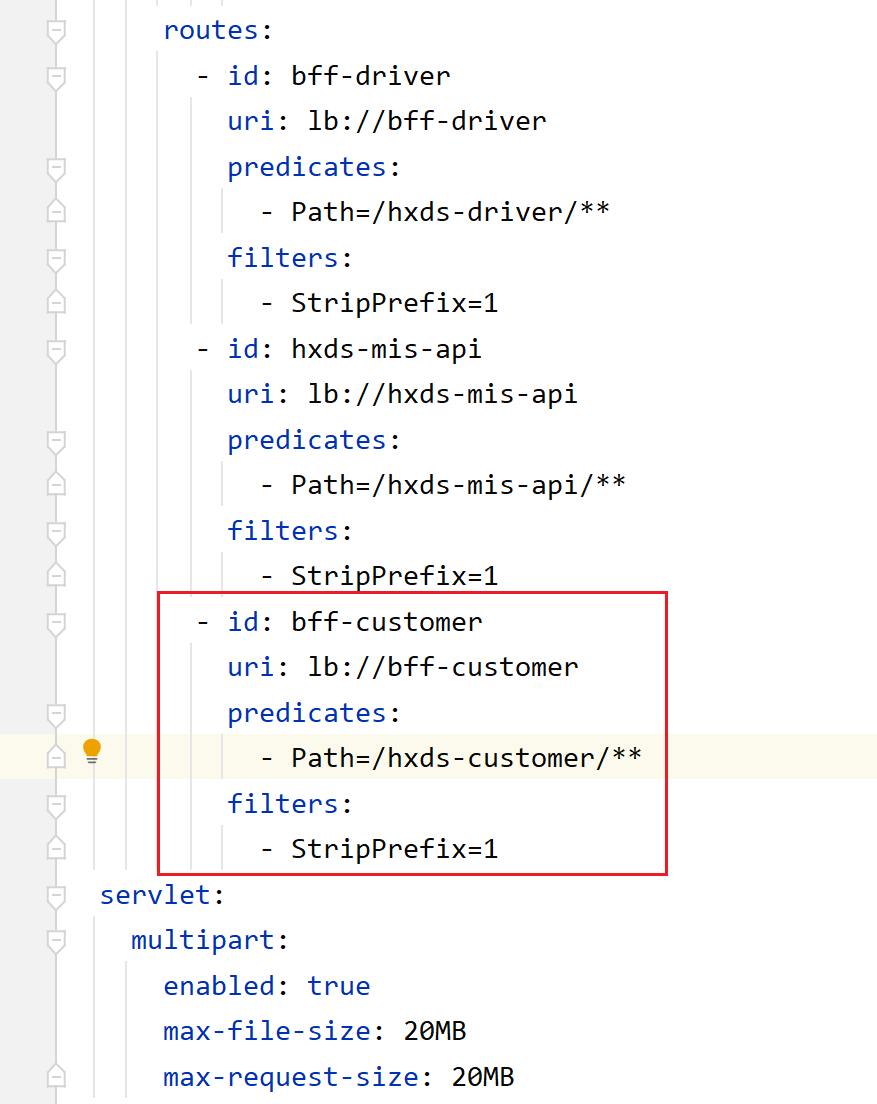 routes:
- id: bff-driver
uri: lb://bff-driver
predicates:
- Path=/hxds-driver/**
filters:
- StripPrefix=1
- id: hxds-mis-api
uri: lb://hxds-mis-api
predicates:
- Path=/hxds-mis-api/**
filters:
- StripPrefix=1
- id: bff-customer
uri: lb://bff-customer
predicates:
- Path=/hxds-customer/**
filters:
- StripPrefix=1
servlet:
multipart:
enabled: true
max-file-size: 20MB
max-request-size: 20MB